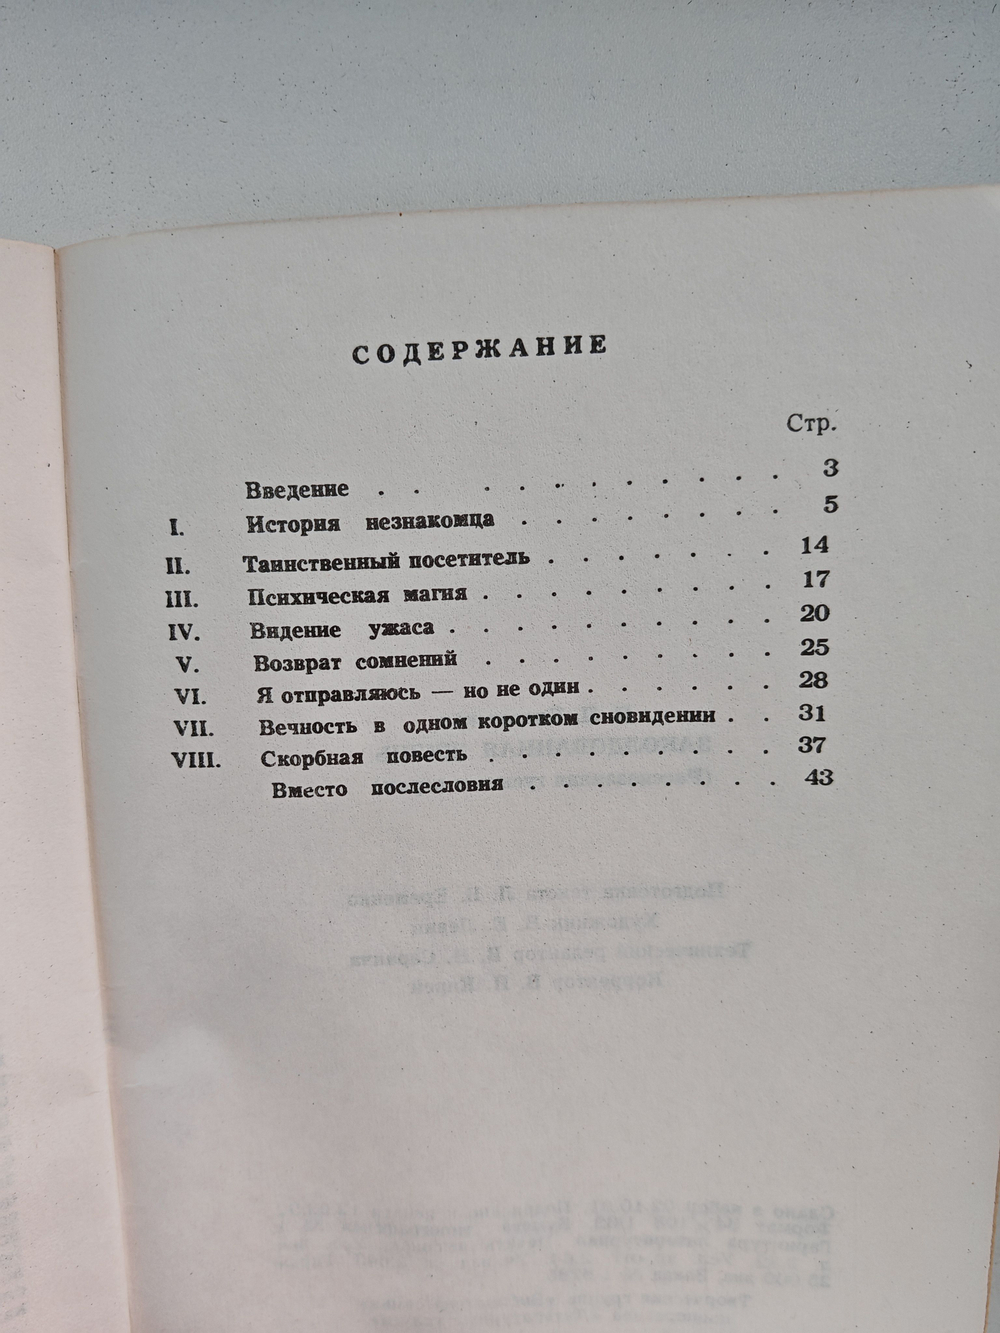 СОДЕРЖАНИЕ
Стр.
Введение . . . . . . . . . . . 3
I. История незнакомца . . . . . . . . 5
II. Таинственный посетитель . . . . . . . 14
III. Психическая магия . . . . . . . . . 17
IV. Видение ужаса . . . . . . . . . . 20
V. Возврат сомнений . . . . . . . . . 25
VI. Я отправляюсь — но не один . . . . . . 28
VII. Вечность в одном коротком сновидении . . 31
VIII. Скорбная повесть . . . . . . . . . 37
Вместо послесловия . . . . . . . . 43